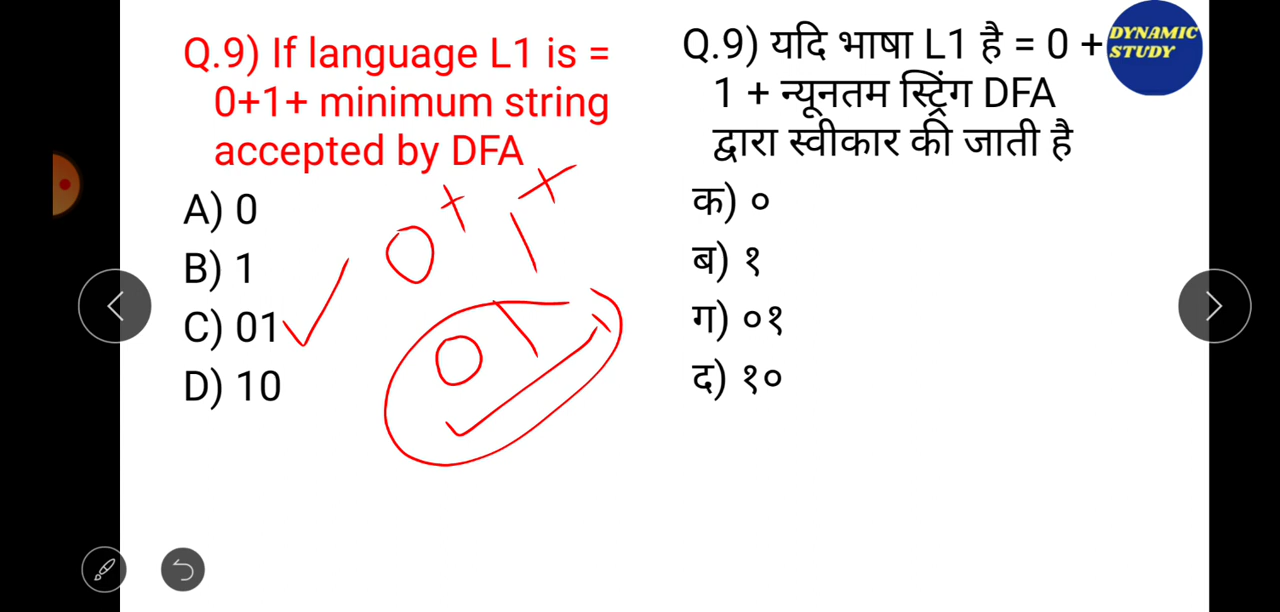 Q.9) If language L1 is =
0+1+ minimum string
accepted by DFA
A) 0
B) 1
C) 01
D) 10
0+ 1+
01
Q.9) यदि भाषा L1 है = 0 +
1 + न्यूनतम स्ट्रिंग DFA
द्वारा स्वीकार की जाती है
क) ०
ब) १
ग) ०१
द) १०
DYNAMIC
STUDY